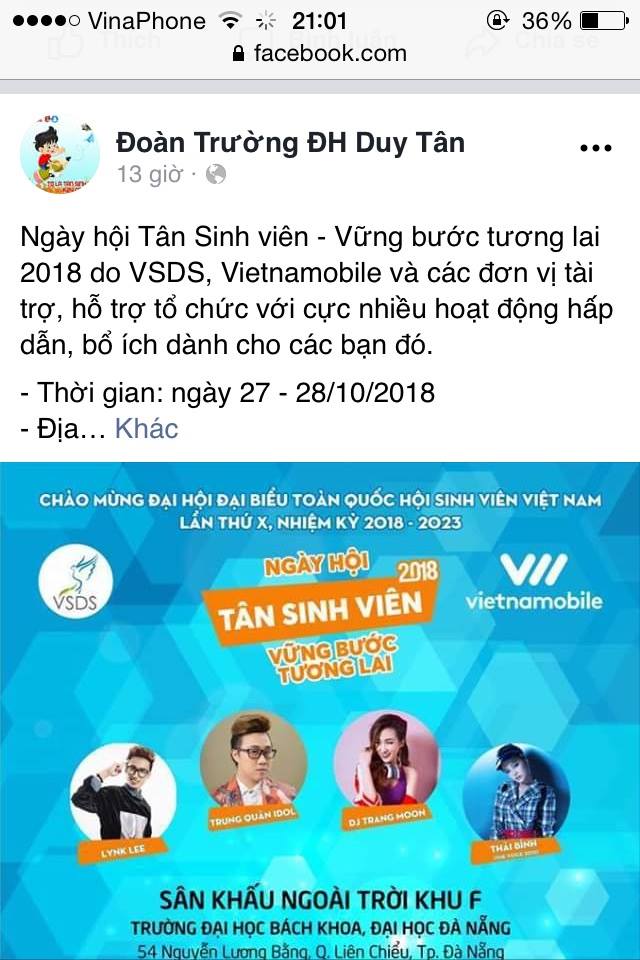 VinaPhone 21:01 36%
facebook.com
Thích Bình luận Chia sẻ
Đoàn Trường ĐH Duy Tân
13 giờ ·
Ngày hội Tân Sinh viên - Vững bước tương lai
2018 do VSDS, Vietnamobile và các đơn vị tài
trợ, hỗ trợ tổ chức với cực nhiều hoạt động hấp
dẫn, bổ ích dành cho các bạn đó.
- Thời gian: ngày 27 - 28/10/2018
- Địa… Khác
CHÀO MỪNG ĐẠI HỘI ĐẠI BIỂU TOÀN QUỐC HỘI SINH VIÊN VIỆT NAM
LẦN THỨ X, NHIỆM KỲ 2018 - 2023
VSDS
NGÀY HỘI 2018
TÂN SINH VIÊN
VỮNG BƯỚC
TƯƠNG LAI
vietnamobile
LYNK LEE
TRUNG QUÂN IDOL
DJ TRANG MOON
THÁI BÌNH
SÂN KHẤU NGOÀI TRỜI KHU F
TRƯỜNG ĐẠI HỌC BÁCH KHOA, ĐẠI HỌC ĐÀ NẴNG
54 Nguyễn Lương Bằng, Q. Liên Chiểu, Tp. Đà Nẵng